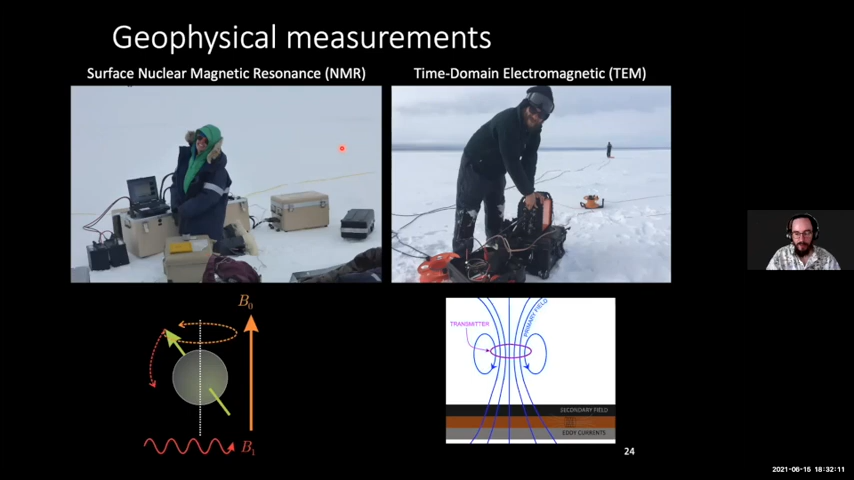 Geophysical measurements
Surface Nuclear Magnetic Resonance (NMR)
Time-Domain Electromagnetic (TEM)
B₀
B₁
TRANSMITTER
PRIMARY FIELD
SECONDARY FIELD
EDDY CURRENTS
24
2021-06-15 18:32:11